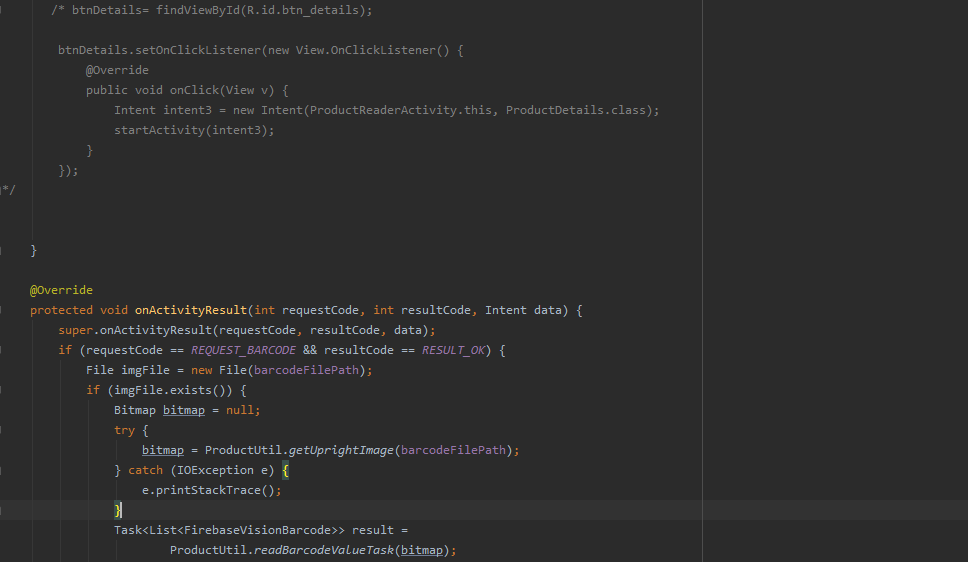 /* btnDetails= findViewById(R.id.btn_details);
btnDetails.setOnClickListener(new View.OnClickListener() {
@Override
public void onClick(View v) {
Intent intent3 = new Intent(ProductReaderActivity.this, ProductDetails.class);
startActivity(intent3);
}
});
*/
}
@Override
protected void onActivityResult(int requestCode, int resultCode, Intent data) {
super.onActivityResult(requestCode, resultCode, data);
if (requestCode == REQUEST_BARCODE && resultCode == RESULT_OK) {
File imgFile = new File(barcodeFilePath);
if (imgFile.exists()) {
Bitmap bitmap = null;
try {
bitmap = ProductUtil.getUprightImage(barcodeFilePath);
} catch (IOException e) {
e.printStackTrace();
}
Task<List<FirebaseVisionBarcode>> result =
ProductUtil.readBarcodeValueTask(bitmap);